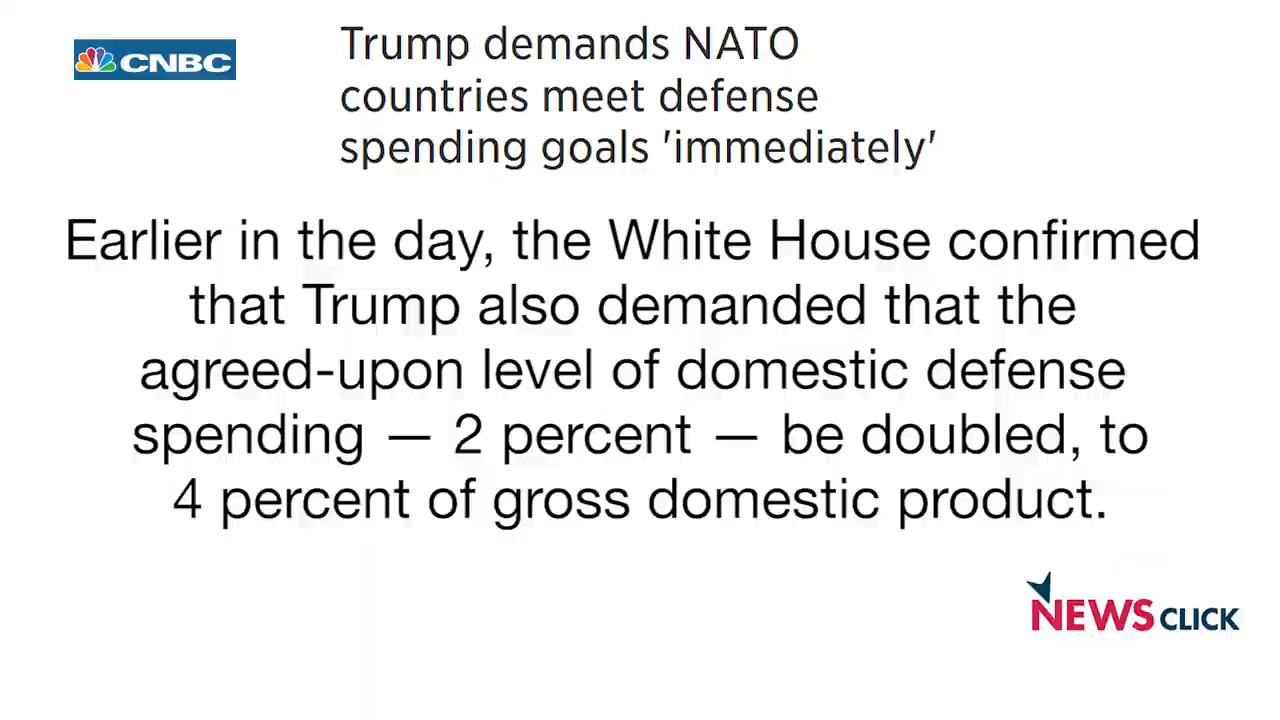 CNBC
Trump demands NATO
countries meet defense
spending goals 'immediately'
Earlier in the day, the White House confirmed
that Trump also demanded that the
agreed-upon level of domestic defense
spending — 2 percent — be doubled, to
4 percent of gross domestic product.
NEWSCLICK